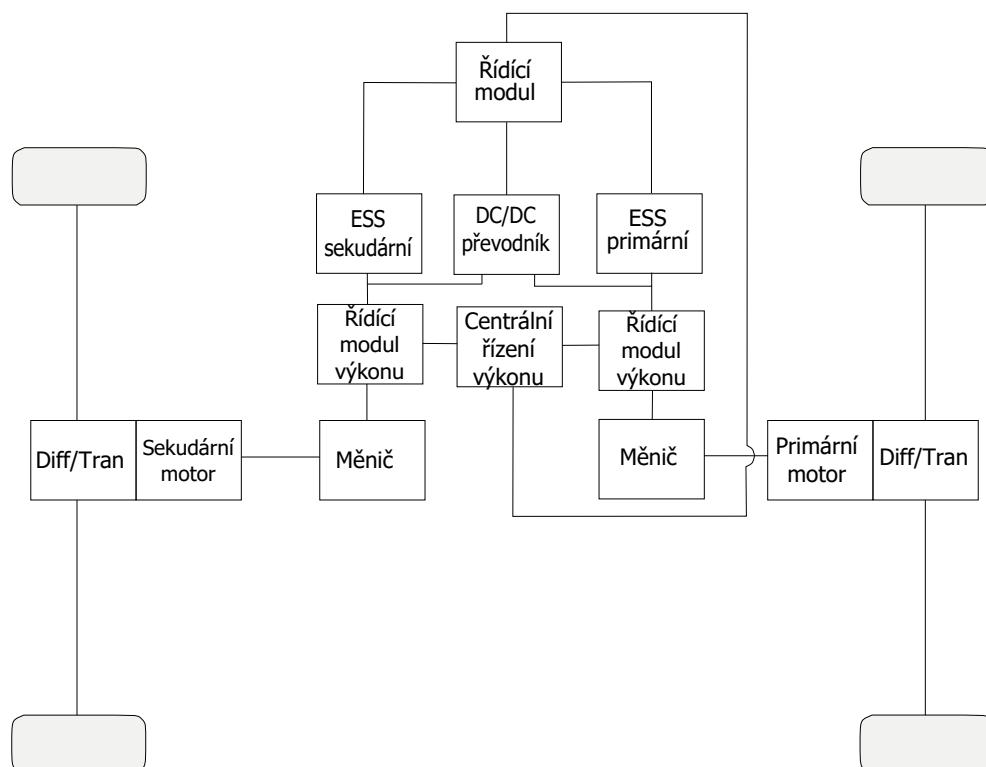 Řídící
modul
ESS
sekudární
DC/DC
převodník
ESS
primární
Řídící
modul
výkonu
Centrální
řízení
výkonu
Řídící
modul
výkonu
Diff/Tran
Sekudární
motor
Měnič
Měnič
Primární
motor
Diff/Tran